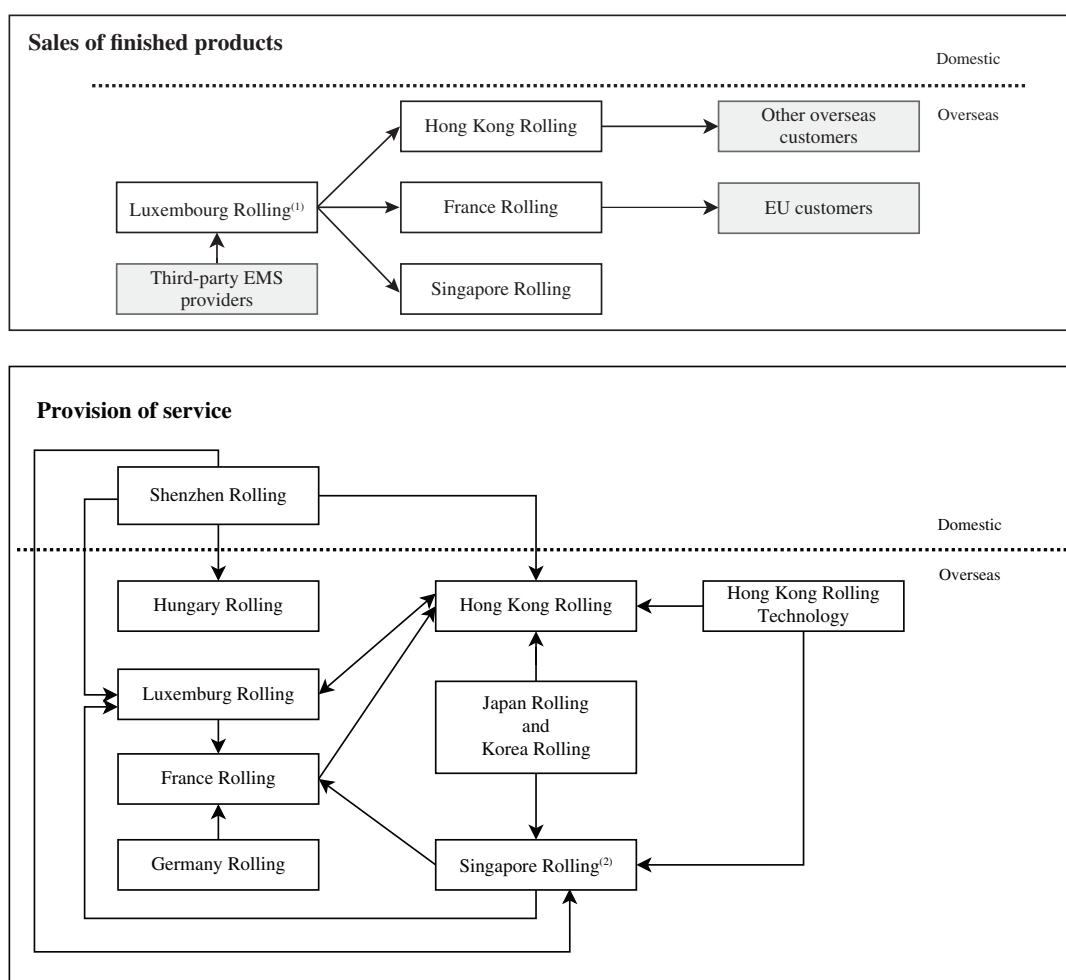 Sales of finished products
Domestic
Overseas
Hong Kong Rolling
Other overseas
customers
Luxembourg Rolling(1)
France Rolling
EU customers
Third-party EMS
providers
Singapore Rolling
Provision of service
Shenzhen Rolling
Domestic
Overseas
Hungary Rolling
Hong Kong Rolling
Hong Kong Rolling
Technology
Luxemburg Rolling
Japan Rolling
and
Korea Rolling
France Rolling
Germany Rolling
Singapore Rolling(2)